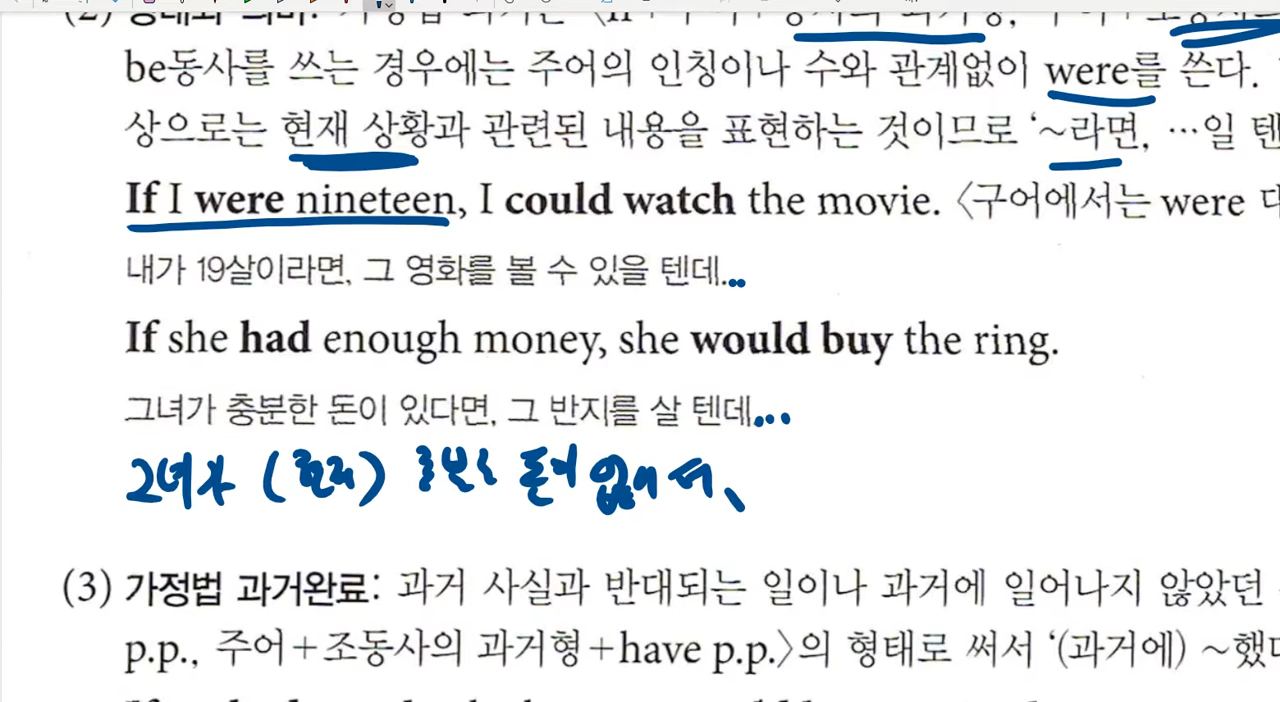 be동사를 쓰는 경우에는 주어의 인칭이나 수와 관계없이 were를 쓴다.
상으로는 현재 상황과 관련된 내용을 표현하는 것이므로 ‘~라면, …일 텐
If I were nineteen, I could watch the movie. 〈구어에서는 were 대
내가 19살이라면, 그 영화를 볼 수 있을 텐데...
If she had enough money, she would buy the ring.
그녀가 충분한 돈이 있다면, 그 반지를 살 텐데....
그녀가 ( ) 돈이 없어서,
(3) 가정법 과거완료: 과거 사실과 반대되는 일이나 과거에 일어나지 않았던
p.p., 주어+조동사의 과거형+have p.p.〉의 형태로 써서 ‘(과거에) ~했다